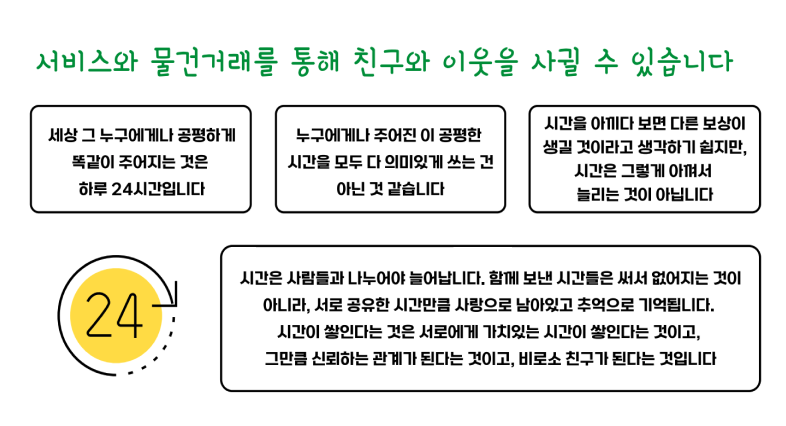 서비스와 물건거래를 통해 친구와 이웃을 사귈 수 있습니다
세상 그 누구에게나 공평하게
똑같이 주어지는 것은
하루 24시간입니다
누구에게나 주어진 이 공평한
시간을 모두 다 의미있게 쓰는 건
아닌 것 같습니다
시간을 아끼다 보면 다른 보상이
생길 것이라고 생각하기 쉽지만,
시간은 그렇게 아껴서
늘리는 것이 아닙니다
24
시간은 사람들과 나누어야 늘어납니다. 함께 보낸 시간들은 써서 없어지는 것이
아니라, 서로 공유한 시간만큼 사랑으로 남아있고 추억으로 기억됩니다.
시간이 쌓인다는 것은 서로에게 가치있는 시간이 쌓인다는 것이고,
그만큼 신뢰하는 관계가 된다는 것이고, 비로소 친구가 된다는 것입니다